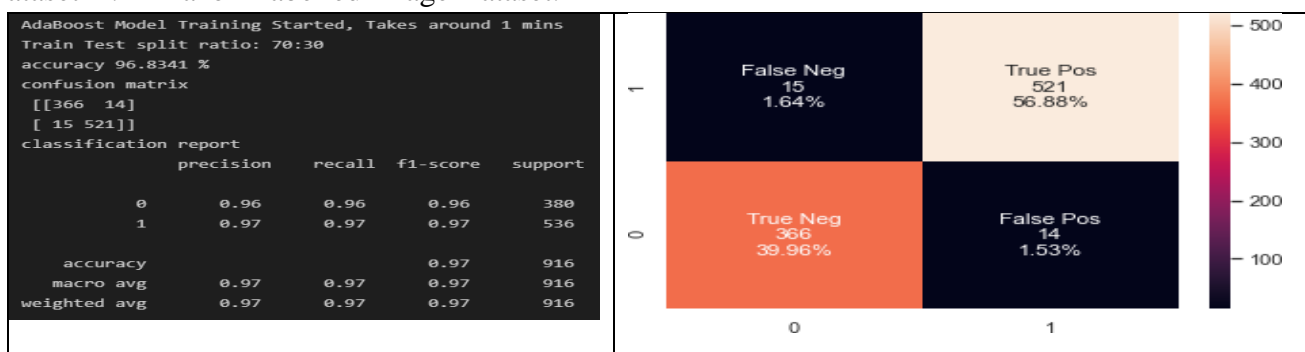 AdaBoost Model Training Started, Takes around 1 mins
Train Test split ratio: 70:30
accuracy 96.8341 %
confusion matrix
[[366 14]
[ 15 521]]
classification report
precision recall f1-score support
0 0.96 0.96 0.96 380
1 0.97 0.97 0.97 536
accuracy 0.97 916
macro avg 0.97 0.97 0.97 916
weighted avg 0.97 0.97 0.97 916
1
False Neg
15
1.64%
True Pos
521
56.88%
0
True Neg
366
39.96%
False Pos
14
1.53%
0 1
500
400
300
200
100